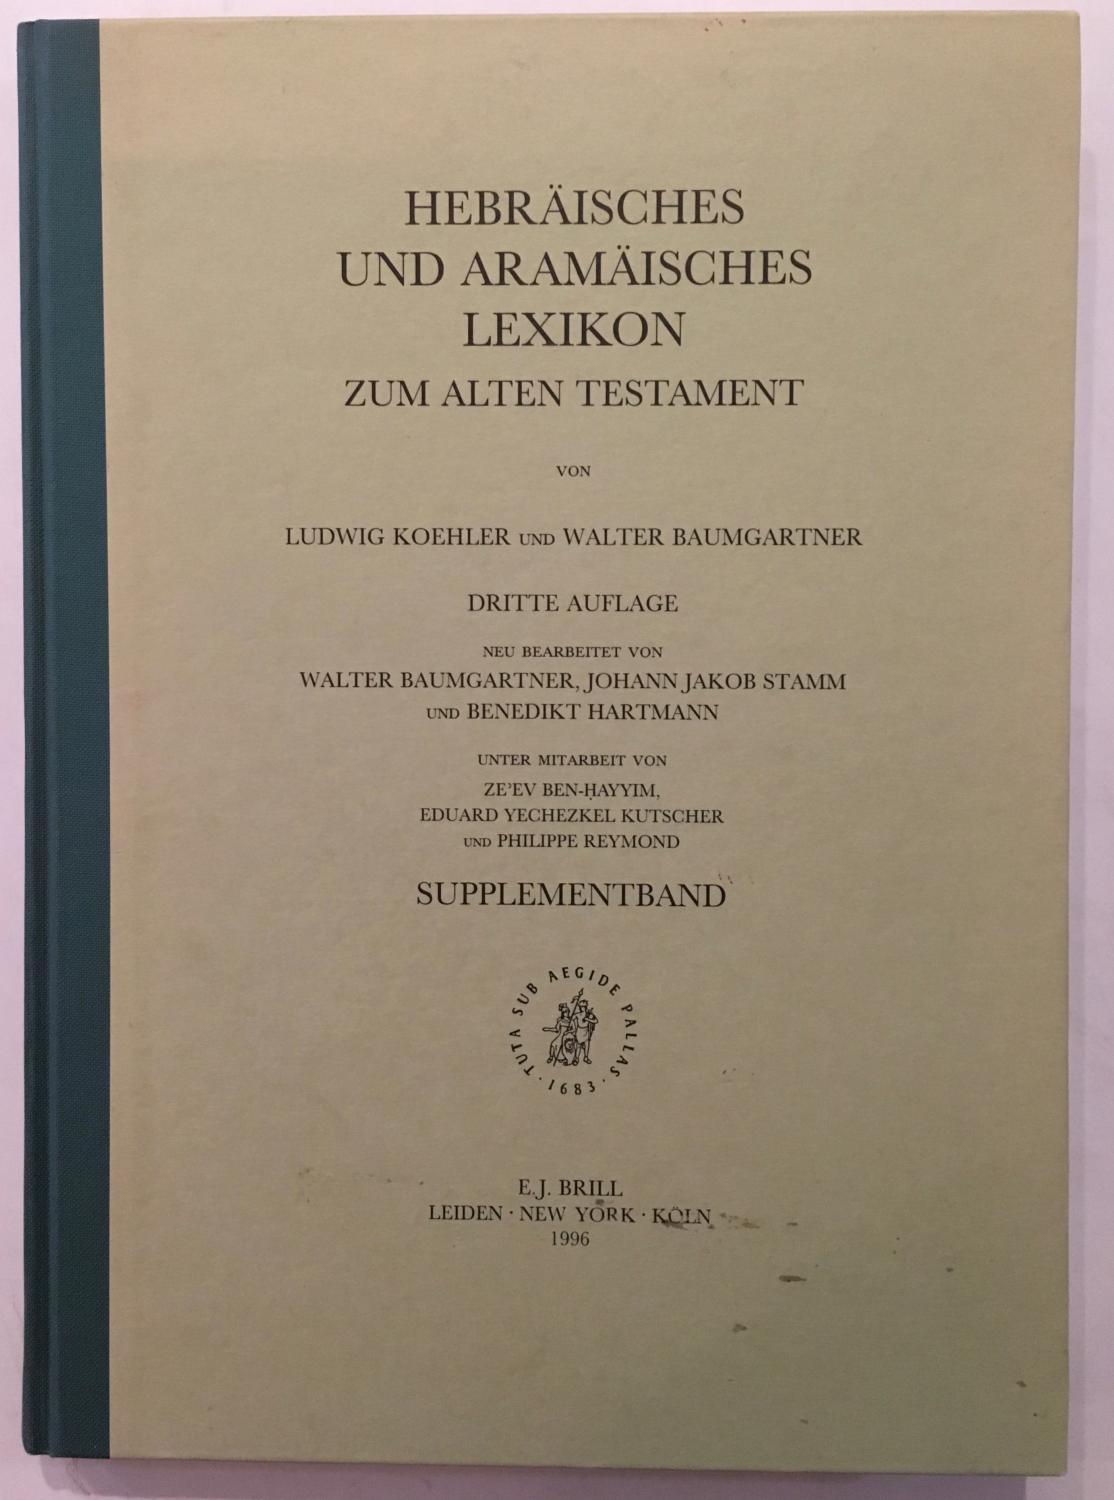 HEBRÄISCHES
UND ARAMÄISCHES
LEXIKON
ZUM ALTEN TESTAMENT
VON
LUDWIG KOEHLER UND WALTER BAUMGARTNER
DRITTE AUFLAGE
NEU BEARBEITET VON
WALTER BAUMGARTNER, JOHANN JAKOB STAMM
UND BENEDIKT HARTMANN
UNTER MITARBEIT VON
ZEʾEV BEN-ḤAYYIM,
EDUARD YECHEZKEL KUTSCHER
UND PHILIPPE REYMOND
SUPPLEMENTBAND
TUTA SUB AEGIDE PALLAS
· 1683 ·
E.J. BRILL
LEIDEN · NEW YORK · KÖLN
1996